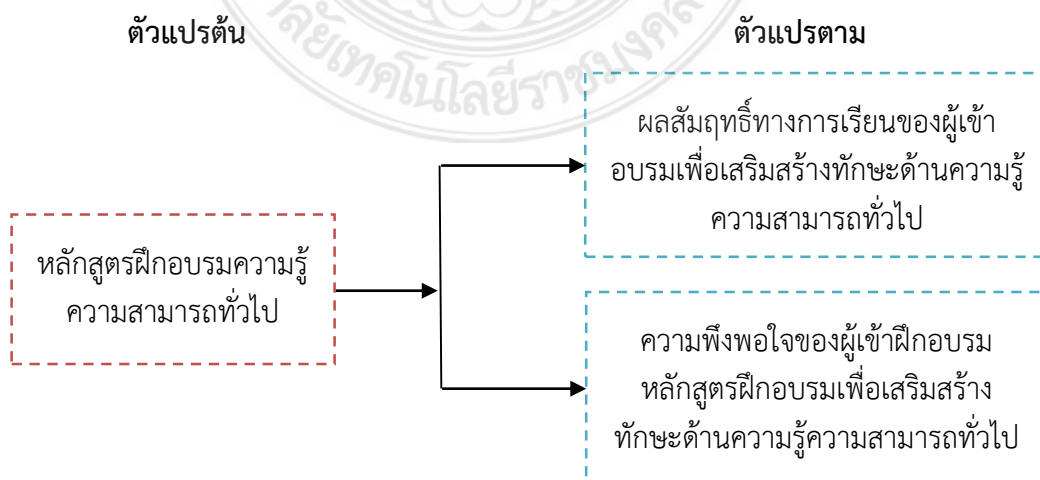 ตัวแปรต้น
ตัวแปรตาม
ผลสัมฤทธิ์ทางการเรียนของผู้เข้า
อบรมเพื่อเสริมสร้างทักษะด้านความรู้
ความสามารถทั่วไป
หลักสูตรฝึกอบรมความรู้
ความสามารถทั่วไป
ความพึงพอใจของผู้เข้าฝึกอบรม
หลักสูตรฝึกอบรมเพื่อเสริมสร้าง
ทักษะด้านความรู้ความสามารถทั่วไป